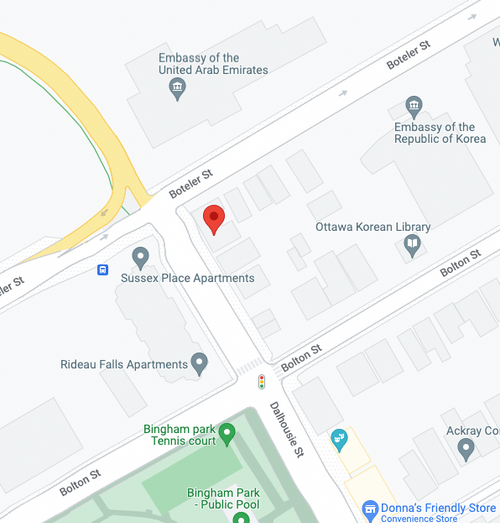 Boteler St
Embassy of the
United Arab Emirates
Embassy of the
Republic of Korea
Boteler St
Ottawa Korean Library
Bolton St
Sussex Place Apartments
eler St
Bolton St
Rideau Falls Apartments
Dalhousie St
Bingham park
Tennis court
Ackray Co
Bolton St
Bingham Park
- Public Pool
Donna's Friendly Store
Convenience Store